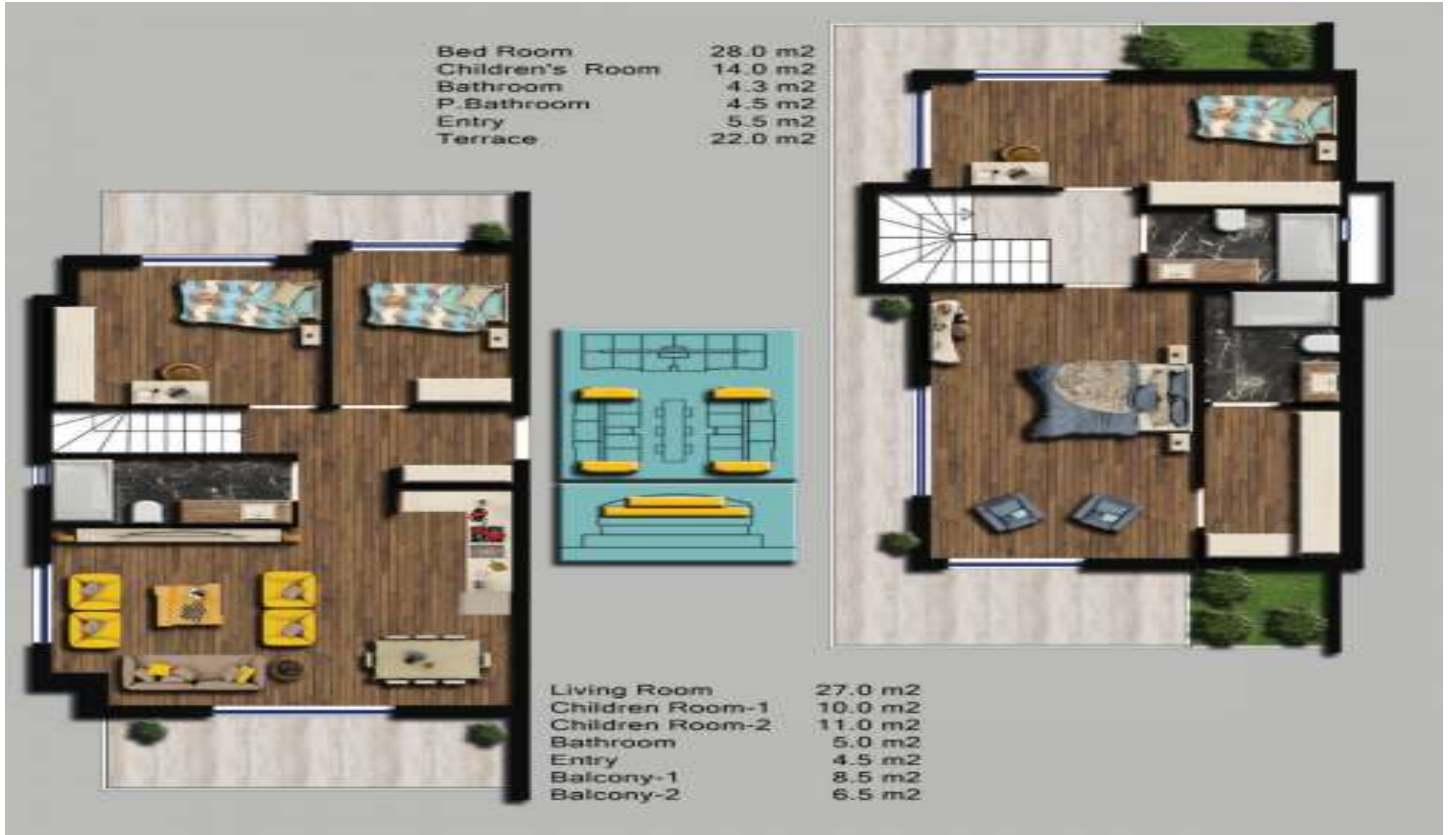 Bed Room 28.0 m2
Children's Room 14.0 m2
Bathroom 4.3 m2
P.Bathroom 4.5 m2
Entry 5.5 m2
Terrace 22.0 m2
Living Room 27.0 m2
Children Room-1 10.0 m2
Children Room-2 11.0 m2
Bathroom 5.0 m2
Entry 4.5 m2
Balcony-1 8.5 m2
Balcony-2 6.5 m2